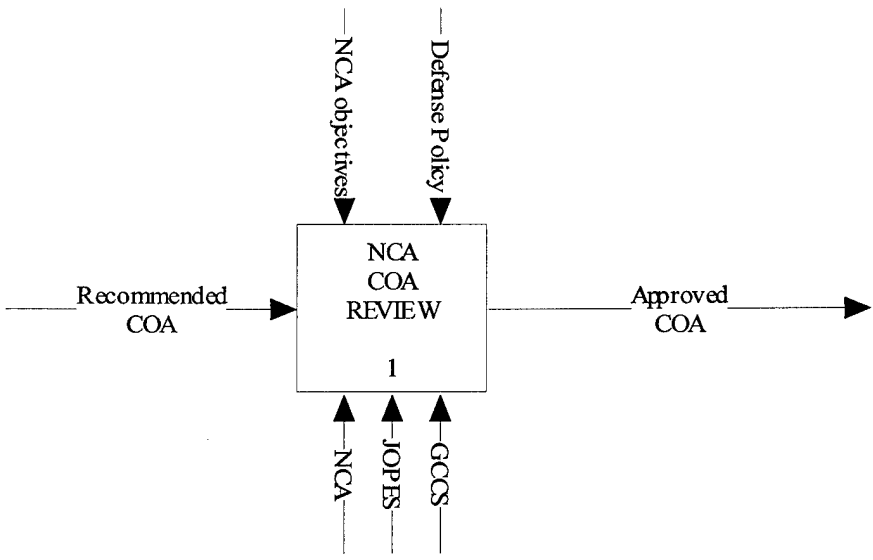 NCA objectives
Defense Policy
Recommended
COA
NCA
COA
REVIEW
1
Approved
COA
NCA
JOPES
GCCS